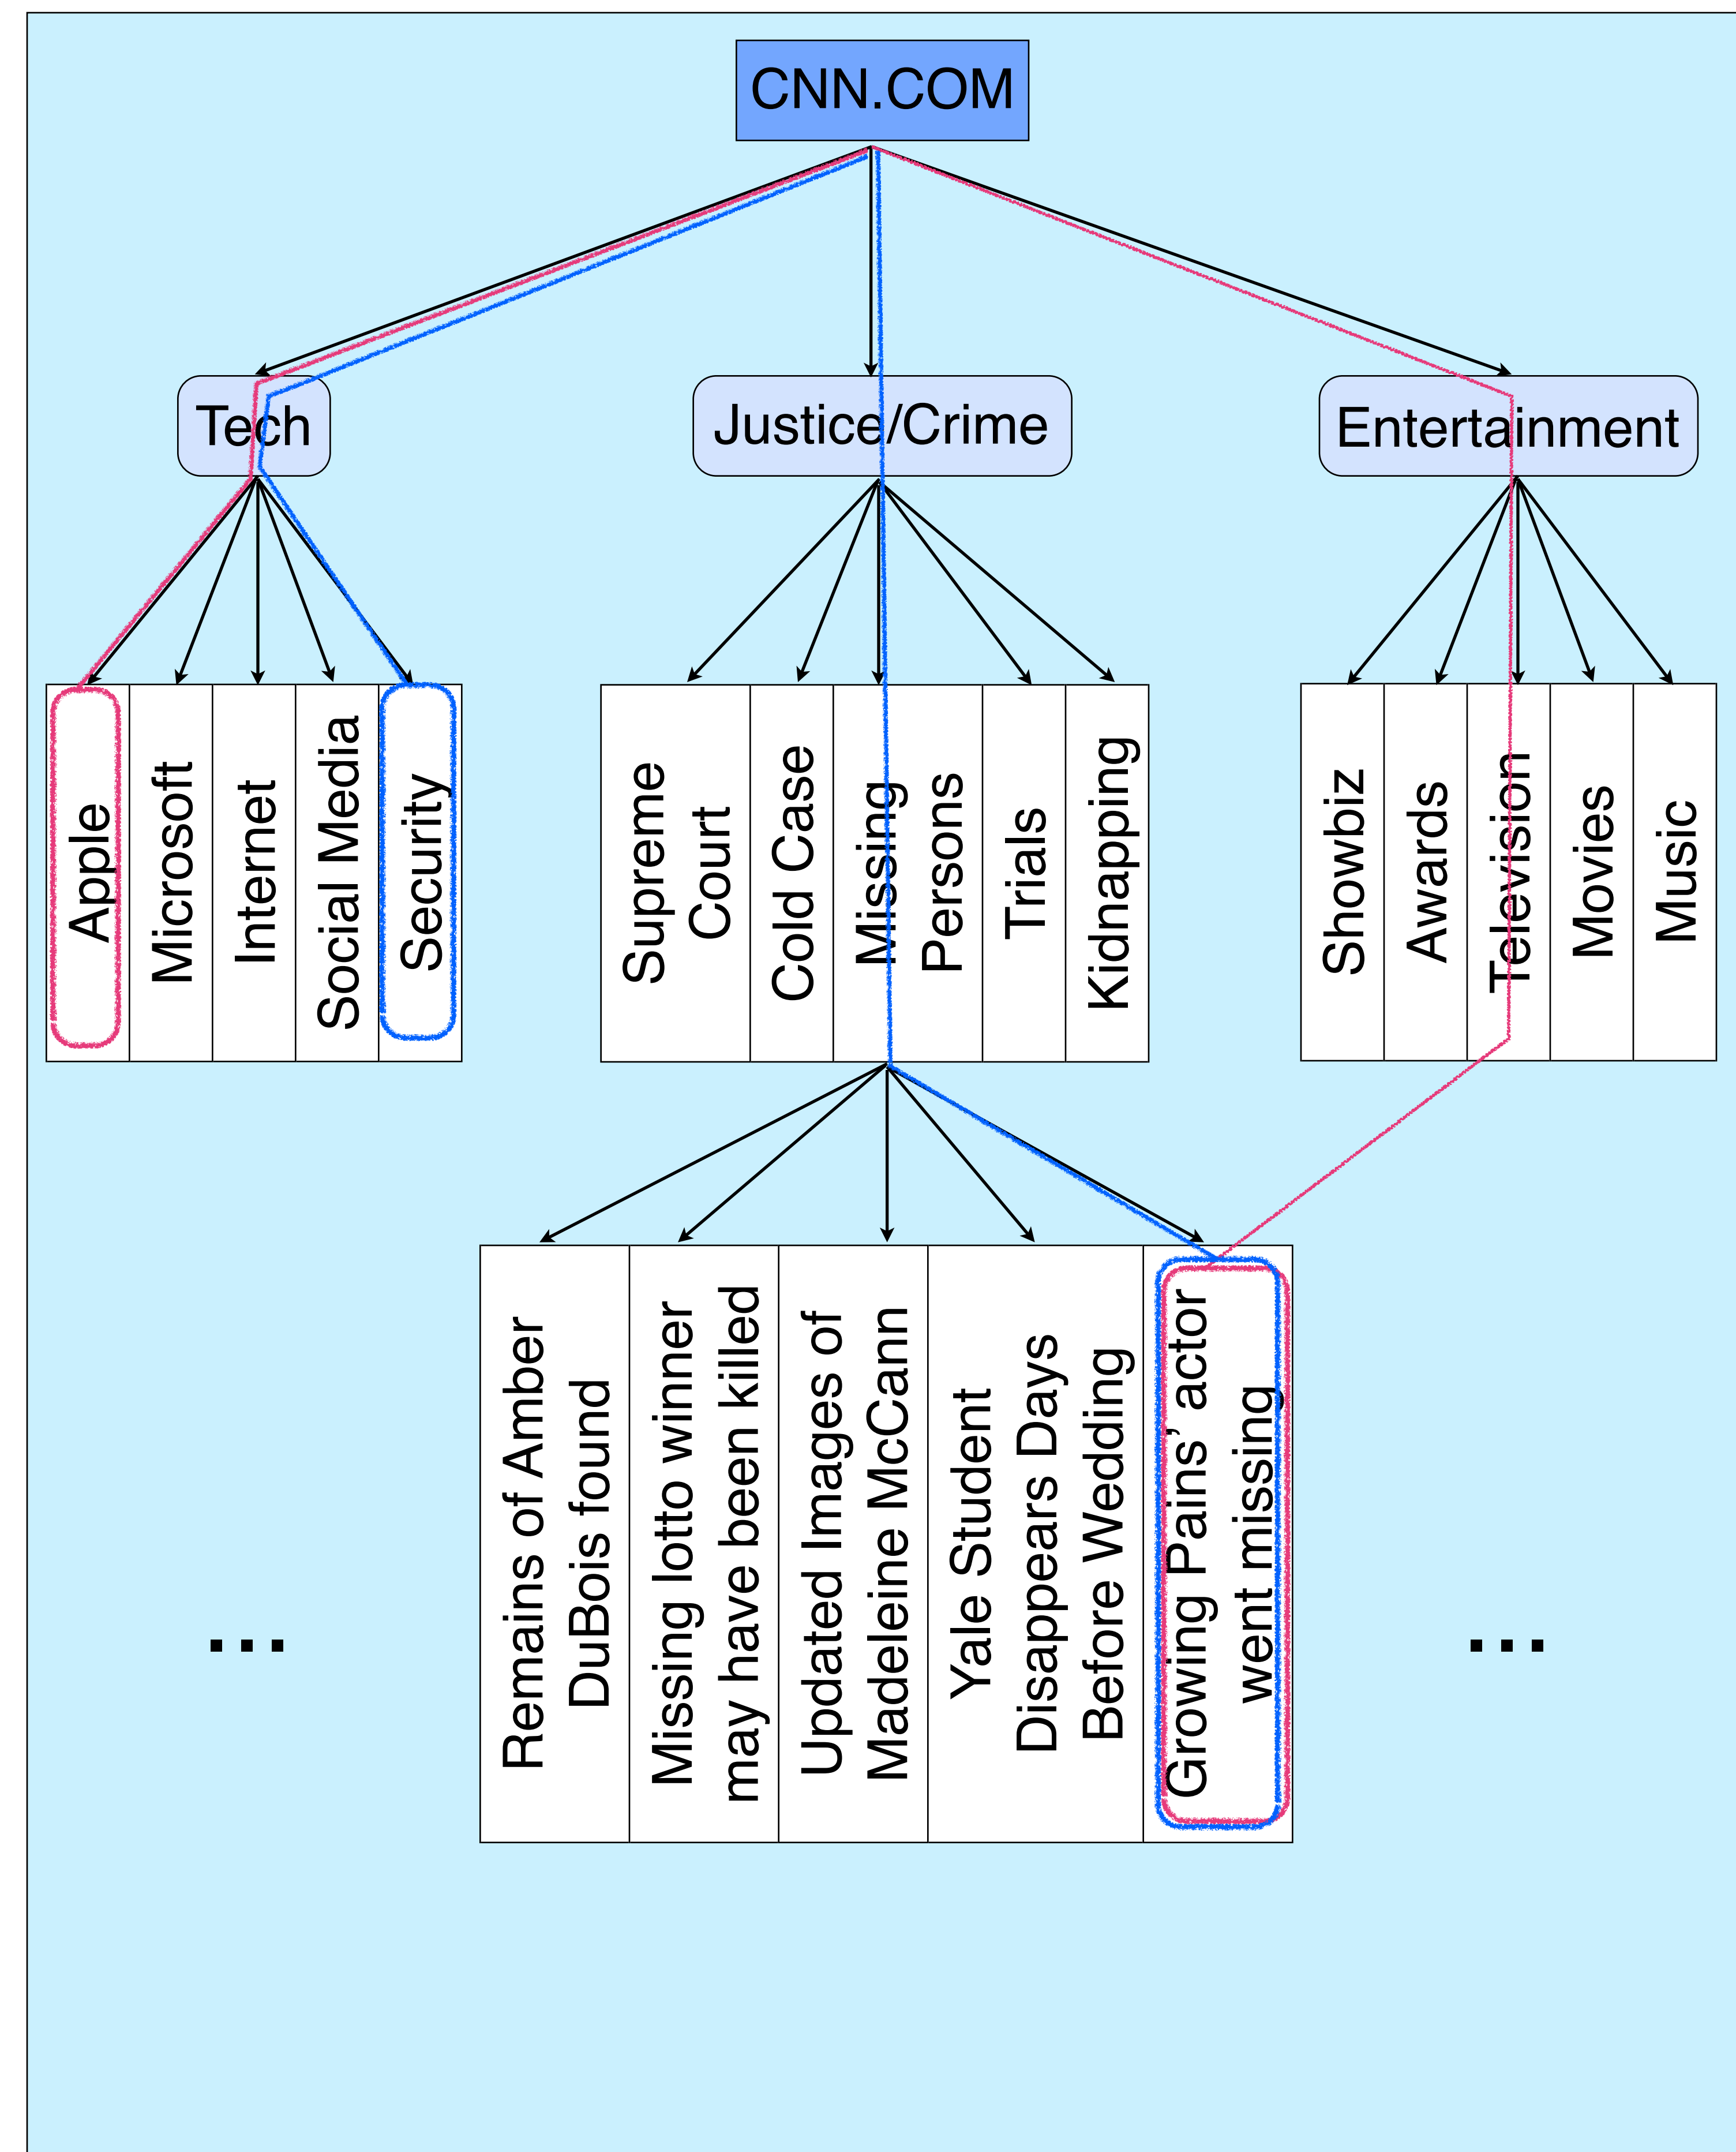 CNN.COM
Tech
Justice/Crime
Entertainment
Apple
Microsoft
Internet
Social Media
Security
Supreme
Court
Cold Case
Missing
Persons
Trials
Kidnapping
Showbiz
Awards
Television
Movies
Music
Remains of Amber
DuBois found
Missing lotto winner
may have been killed
Updated Images of
Madeleine McCann
Yale Student
Disappears Days
Before Wedding
Growing Pains’ actor
went missing
...
...